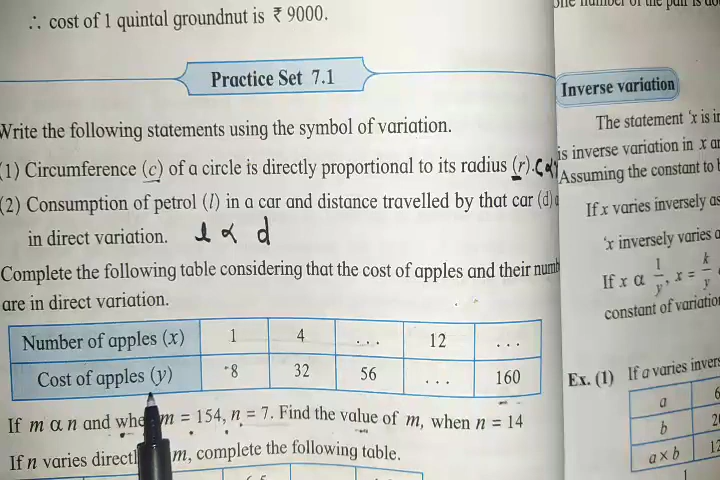 ∴ cost of 1 quintal groundnut is ₹ 9000.
Practice Set 7.1
Write the following statements using the symbol of variation.
(1) Circumference (c) of a circle is directly proportional to its radius (r). c α
(2) Consumption of petrol (l) in a car and distance travelled by that car (d)
in direct variation. l α d
Complete the following table considering that the cost of apples and their
are in direct variation.
Number of apples (x) 1 4 ... 12 ...
Cost of apples (y) 8 32 56 ... 160
If m α n and m = 154, n = 7. Find the value of m, when n = 14
If n varies m, complete the following table.
Inverse variation
The statement 'x is
is inverse variation in x
Assuming the constant to
If x varies inversely as
'x inversely varies
If x α 1/y, x = k/y
constant of
Ex. (1) If a varies
a 6
b
a × b